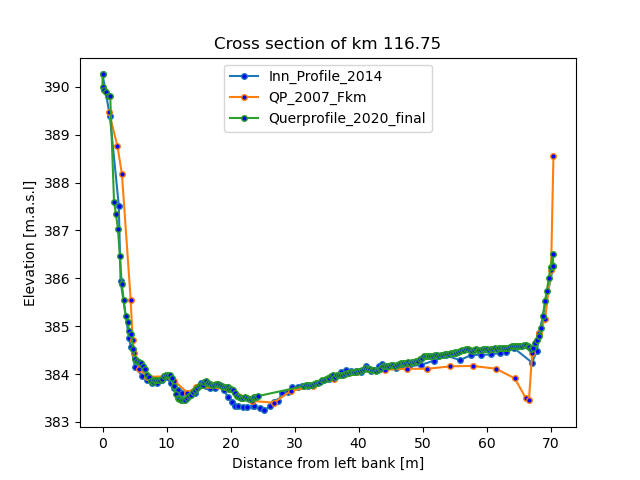 Cross section of km 116.75
Inn_Profile_2014
QP_2007_Fkm
Querprofile_2020_final
Elevation [m.a.s.l]
390
389
388
387
386
385
384
383
0 10 20 30 40 50 60 70
Distance from left bank [m]